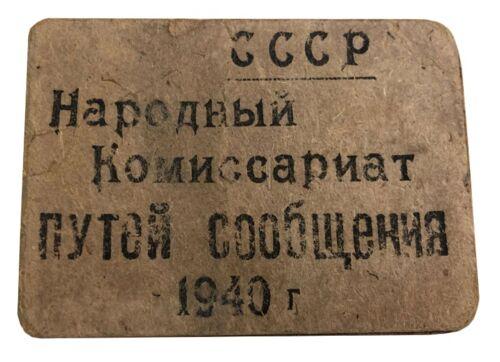 СССР
Народный
Комиссариат
путей сообщения
1940 г